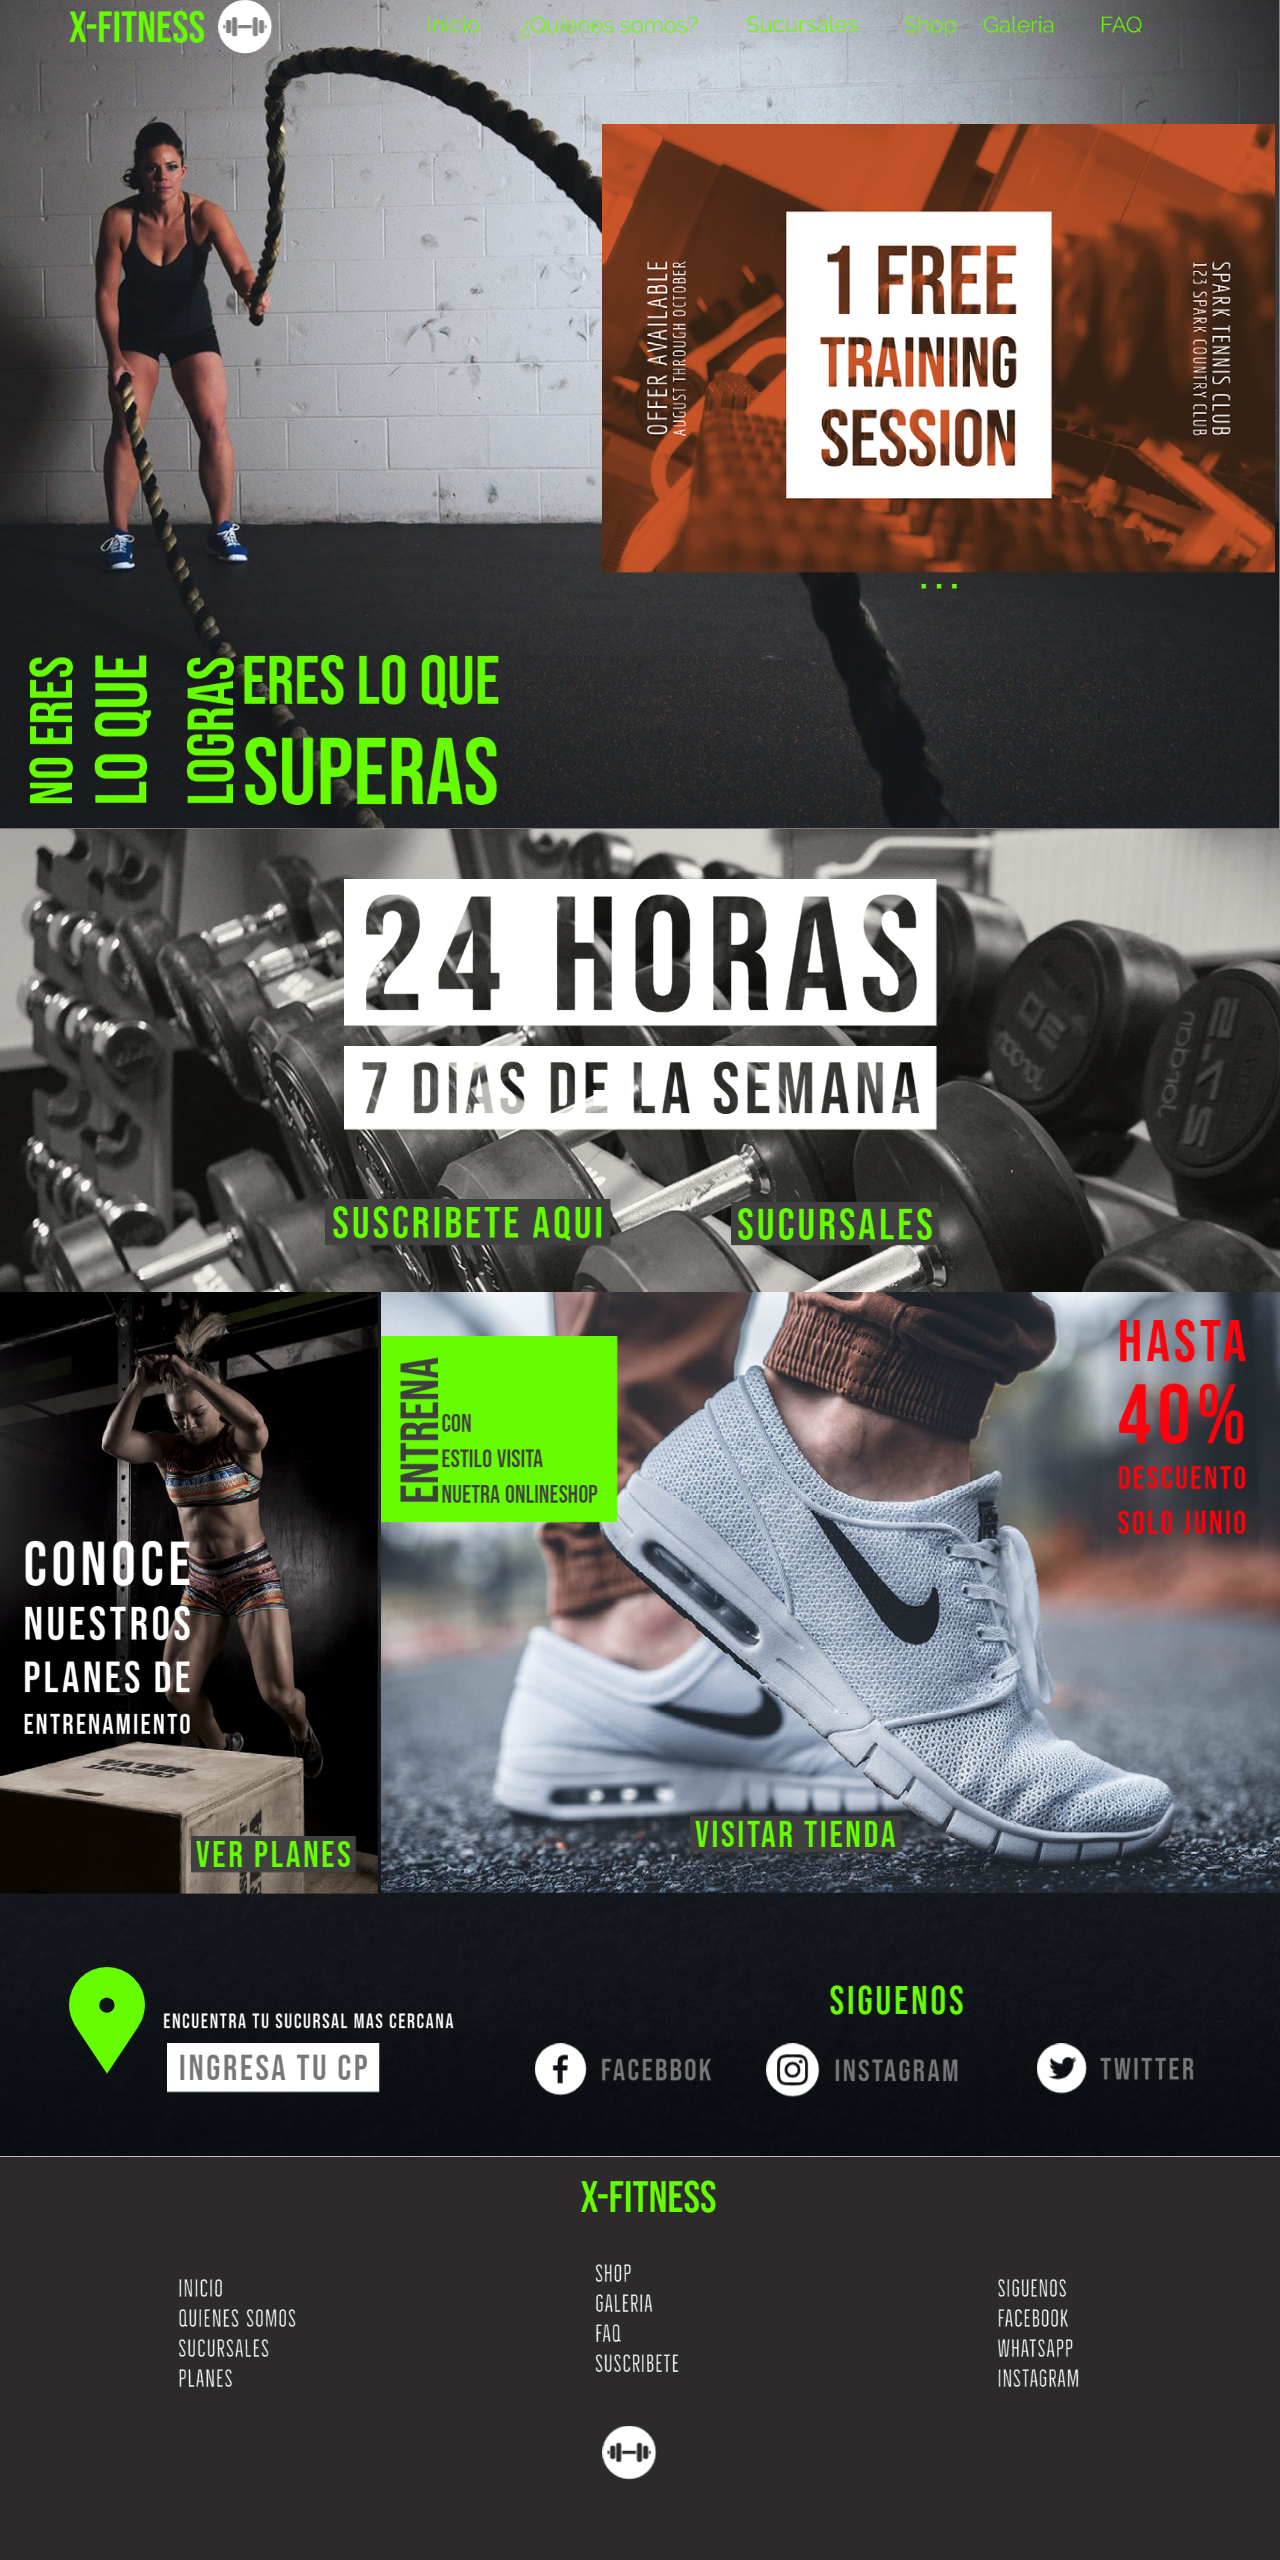 X-FITNESS
Inicio ¿Quienes somos? Sucursales Shop Galeria FAQ
OFFER AVAILABLE
AUGUST THROUGH OCTOBER
1 FREE
TRAINING
SESSION
SPARK TENNIS CLUB
123 SPARK COUNTRY CLUB
NO ERES
LO QUE
LOGRAS
ERES LO QUE
SUPERAS
24 HORAS
7 DIAS DE LA SEMANA
SUSCRIBETE AQUI
SUCURSALES
CONOCE
NUESTROS
PLANES DE
ENTRENAMIENTO
VER PLANES
ENTRENA
CON
ESTILO VISITA
NUETRA ONLINESHOP
HASTA
40%
DESCUENTO
SOLO JUNIO
VISITAR TIENDA
ENCUENTRA TU SUCURSAL MAS CERCANA
INGRESA TU CP
SIGUENOS
FACEBBOK
INSTAGRAM
TWITTER
X-FITNESS
INICIO
QUIENES SOMOS
SUCURSALES
PLANES
SHOP
GALERIA
FAQ
SUSCRIBETE
SIGUENOS
FACEBOOK
WHATSAPP
INSTAGRAM